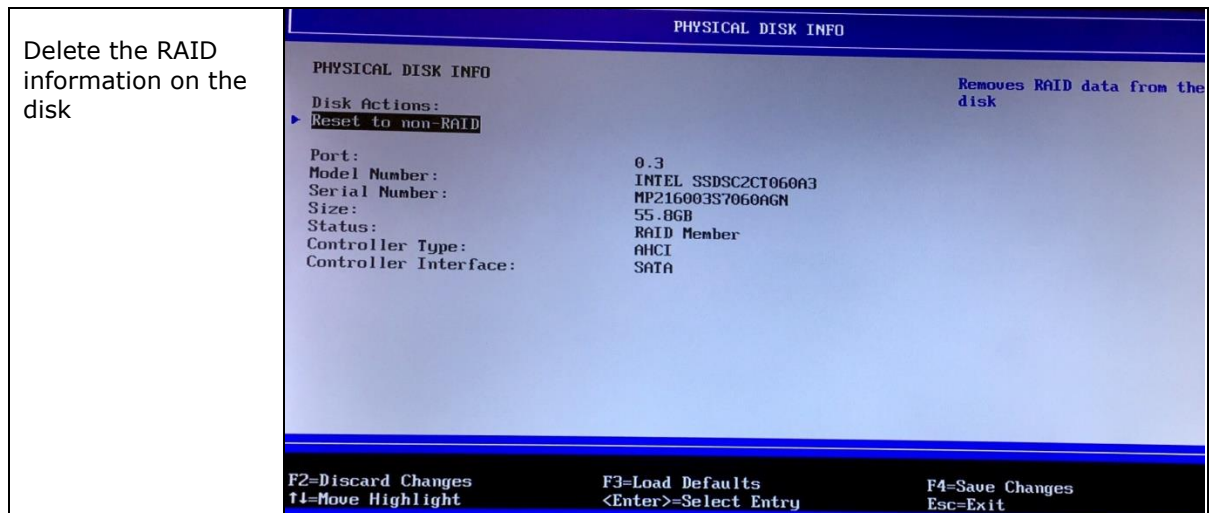 Delete the RAID
information on the
disk
PHYSICAL DISK INFO
PHYSICAL DISK INFO
Removes RAID data from the
disk
Disk Actions:
Reset to non-RAID
Port: 0.3
Model Number: INTEL SSDSC2CT060A3
Serial Number: MP216003S7060AGN
Size: 55.8GB
Status: RAID Member
Controller Type: AHCI
Controller Interface: SATA
F2=Discard Changes F3=Load Defaults F4=Save Changes
↑↓=Move Highlight <Enter>=Select Entry Esc=Exit